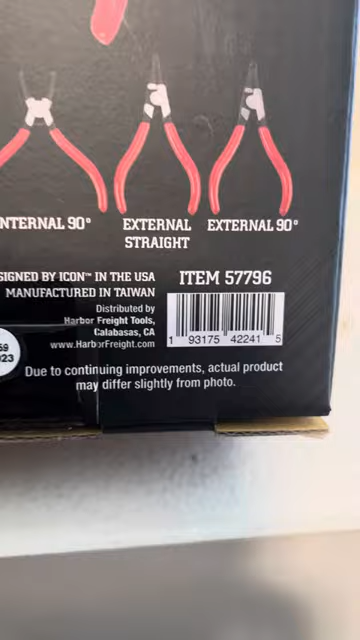 NTERNAL 90°
EXTERNAL STRAIGHT
EXTERNAL 90°
SIGNED BY ICON™ IN THE USA
MANUFACTURED IN TAIWAN
Distributed by
Harbor Freight Tools,
Calabasas, CA
www.HarborFreight.com
ITEM 57796
1 93175 42241 5
59
023
Due to continuing improvements, actual product
may differ slightly from photo.